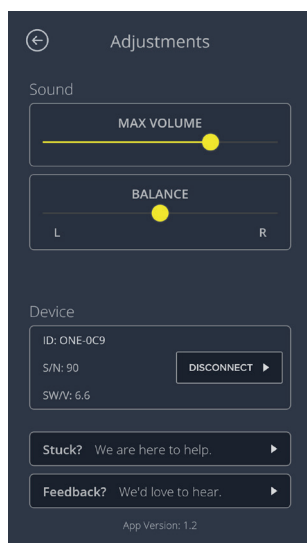 Adjustments
Sound
MAX VOLUME
BALANCE
L R
Device
ID: ONE-0C9
S/N: 90
DISCONNECT
SW/V: 6.6
Stuck? We are here to help.
Feedback? We'd love to hear.
App Version: 1.2